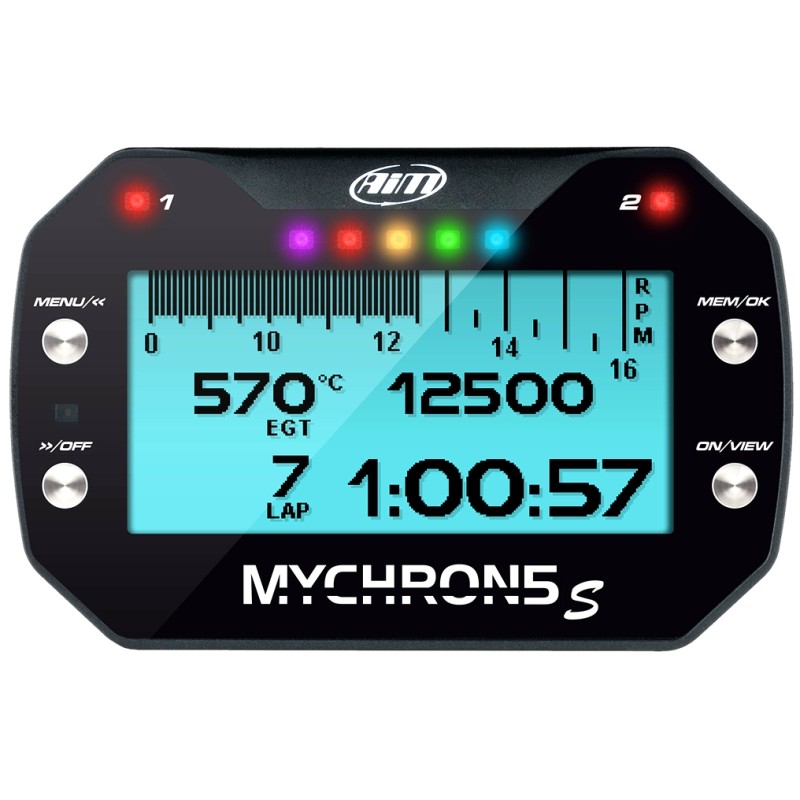 AiM
1 2
MENU/<< MEM/OK
R
P
M
0 10 12 14 16
570°C 12500
EGT
>>/OFF ON/VIEW
7 1:00:57
LAP
MYCHRON5 S